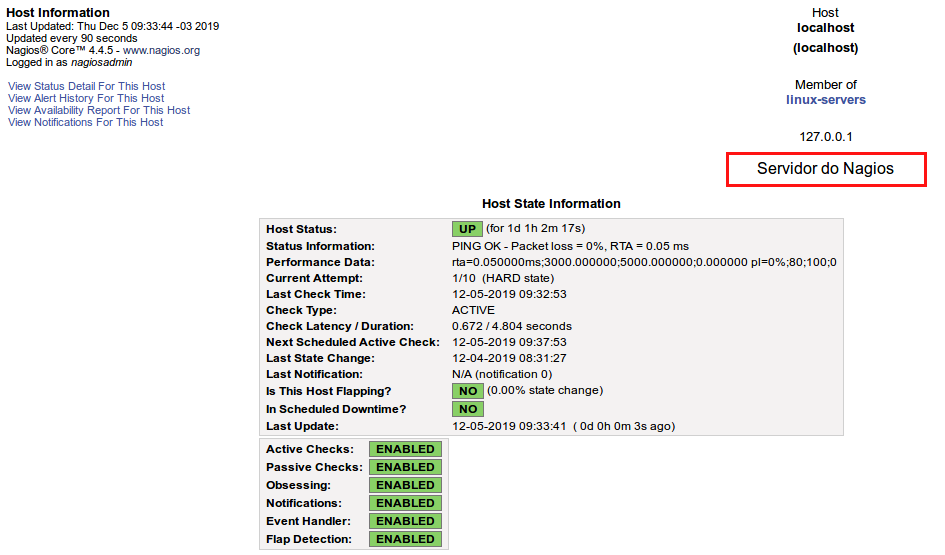 Host Information
Last Updated: Thu Dec 5 09:33:44 -03 2019
Updated every 90 seconds
Nagios® Core™ 4.4.5 - www.nagios.org
Logged in as nagiosadmin
View Status Detail For This Host
View Alert History For This Host
View Availability Report For This Host
View Notifications For This Host
Host
localhost
(localhost)
Member of
linux-servers
127.0.0.1
Servidor do Nagios
Host State Information
Host Status: UP (for 1d 1h 2m 17s)
Status Information: PING OK - Packet loss = 0%, RTA = 0.05 ms
Performance Data: rta=0.050000ms;3000.000000;5000.000000;0.000000 pl=0%;80;100;0
Current Attempt: 1/10 (HARD state)
Last Check Time: 12-05-2019 09:32:53
Check Type: ACTIVE
Check Latency / Duration: 0.672 / 4.804 seconds
Next Scheduled Active Check: 12-05-2019 09:37:53
Last State Change: 12-04-2019 08:31:27
Last Notification: N/A (notification 0)
Is This Host Flapping? NO (0.00% state change)
In Scheduled Downtime? NO
Last Update: 12-05-2019 09:33:41 ( 0d 0h 0m 3s ago)
Active Checks: ENABLED
Passive Checks: ENABLED
Obsessing: ENABLED
Notifications: ENABLED
Event Handler: ENABLED
Flap Detection: ENABLED